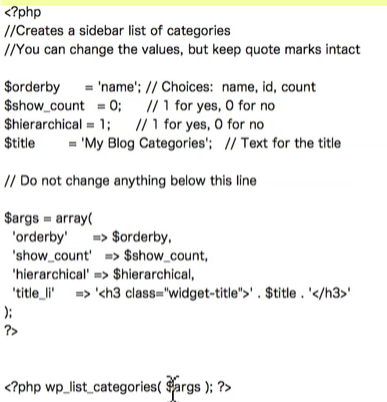 <?php
//Creates a sidebar list of categories
//You can change the values, but keep quote marks intact
$orderby = 'name'; // Choices: name, id, count
$show_count = 0; // 1 for yes, 0 for no
$hierarchical = 1; // 1 for yes, 0 for no
$title = 'My Blog Categories'; // Text for the title
// Do not change anything below this line
$args = array(
'orderby' => $orderby,
'show_count' => $show_count,
'hierarchical' => $hierarchical,
'title_li' => '<h3 class="widget-title">' . $title . '</h3>'
);
?>
<?php wp_list_categories( $args ); ?>